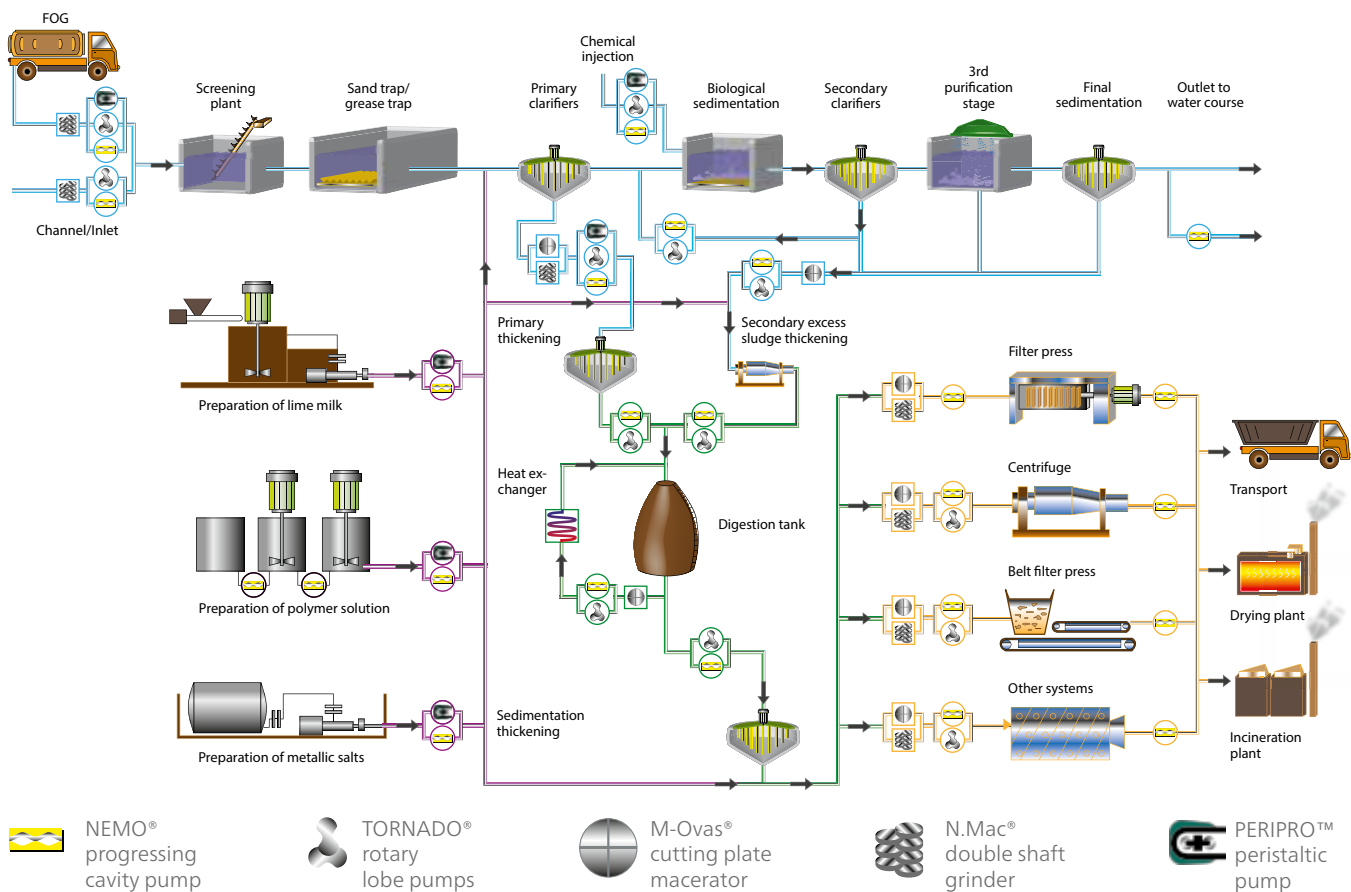 FOG
Chemical
injection
Screening
plant
Sand trap/
grease trap
Primary
clarifiers
Biological
sedimentation
Secondary
clarifiers
3rd
purification
stage
Final
sedimentation
Outlet to
water course
Channel/Inlet
Primary
thickening
Secondary excess
sludge thickening
Filter press
Preparation of lime milk
Heat ex-
changer
Centrifuge
Transport
Digestion tank
Belt filter press
Preparation of polymer solution
Drying plant
Other systems
Sedimentation
thickening
Incineration
plant
Preparation of metallic salts
NEMO®
progressing
cavity pump
TORNADO®
rotary
lobe pumps
M-Ovas®
cutting plate
macerator
N.Mac®
double shaft
grinder
PERIPRO™
peristaltic
pump